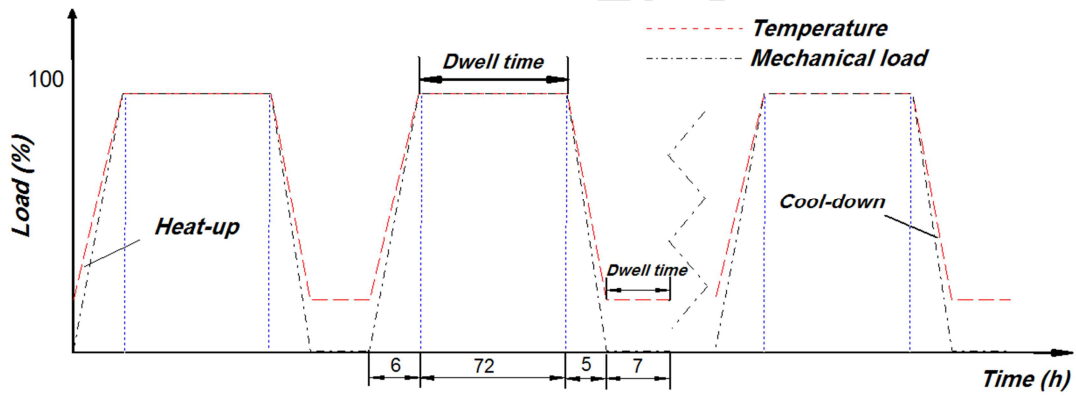 Temperature
Mechanical load
Dwell time
100
Load (%)
Heat-up
Cool-down
Dwell time
6
72
5
7
Time (h)